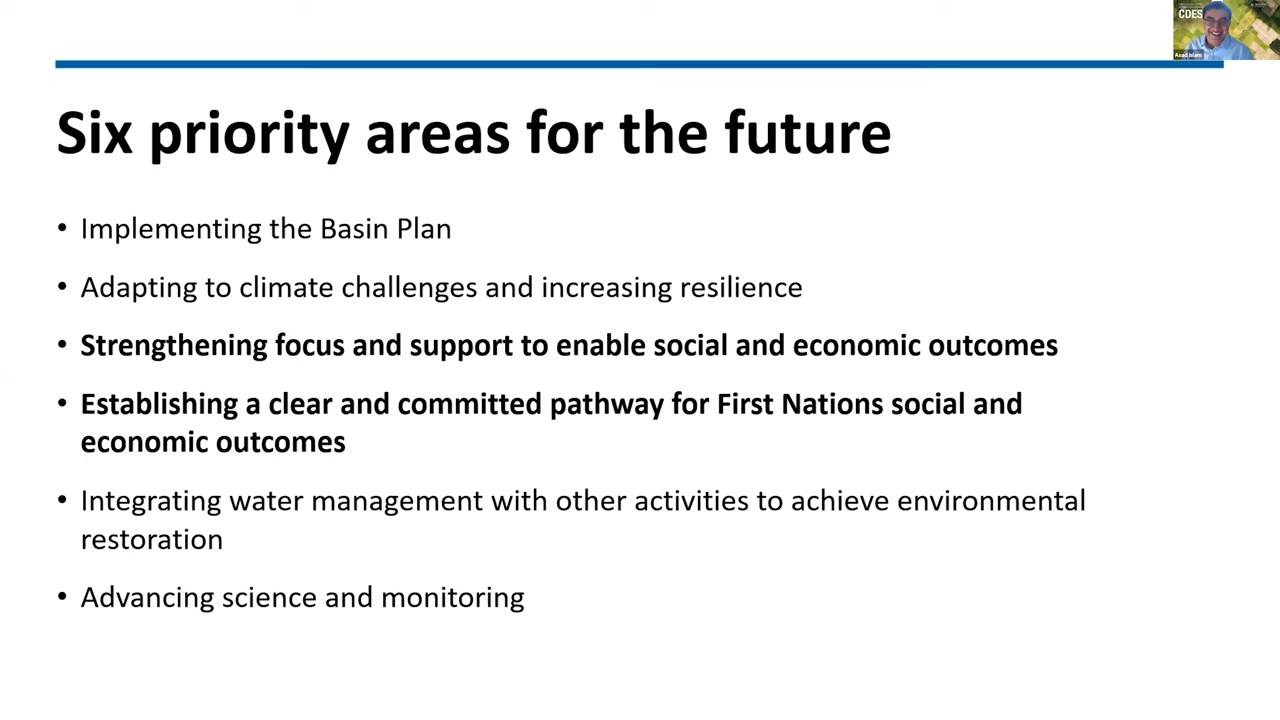 CDES
Asad Islam
Six priority areas for the future
• Implementing the Basin Plan
• Adapting to climate challenges and increasing resilience
• Strengthening focus and support to enable social and economic outcomes
• Establishing a clear and committed pathway for First Nations social and
economic outcomes
• Integrating water management with other activities to achieve environmental
restoration
• Advancing science and monitoring